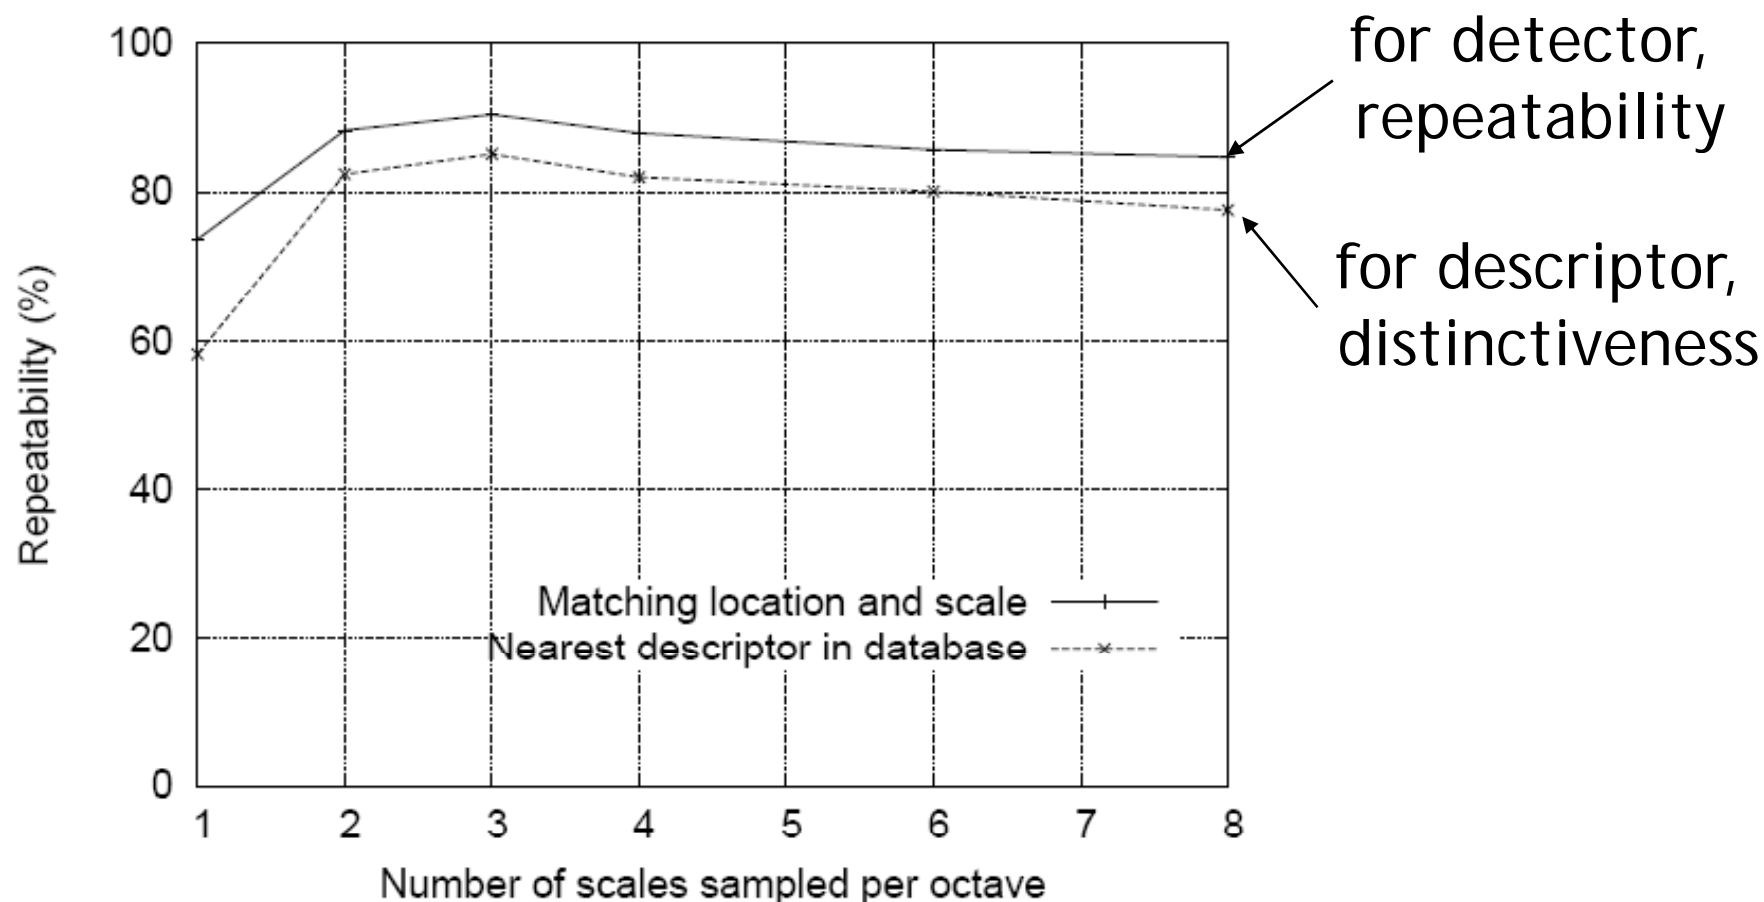 100
80
60
40
20
0
Repeatability (%)
Matching location and scale
Nearest descriptor in database
1 2 3 4 5 6 7 8
Number of scales sampled per octave
for detector,
repeatability
for descriptor,
distinctiveness